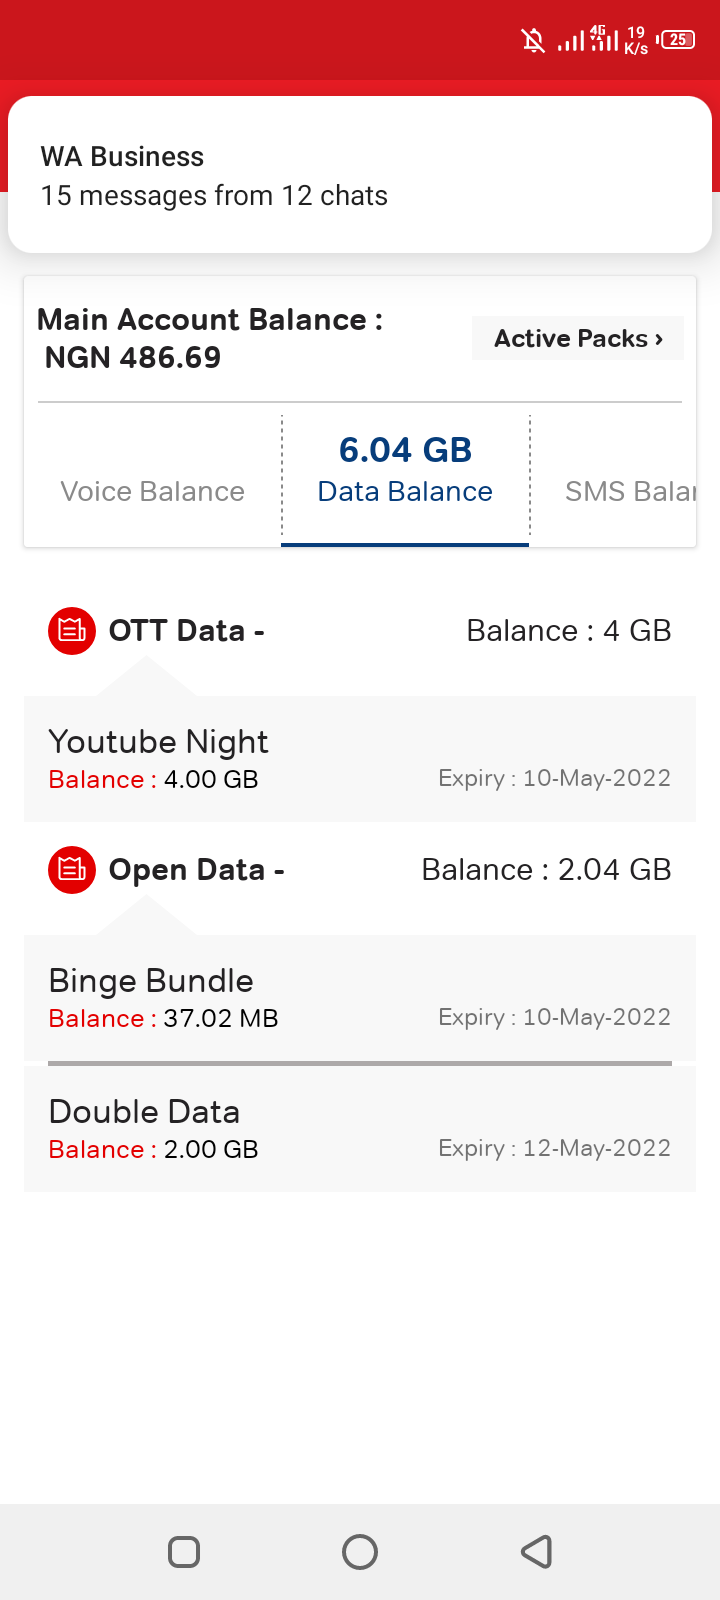 4G
19
K/s
25
WA Business
15 messages from 12 chats
Main Account Balance :
NGN 486.69
Active Packs ›
6.04 GB
Voice Balance
Data Balance
SMS Balar
OTT Data -
Balance : 4 GB
Youtube Night
Balance : 4.00 GB
Expiry : 10-May-2022
Open Data -
Balance : 2.04 GB
Binge Bundle
Balance : 37.02 MB
Expiry : 10-May-2022
Double Data
Balance : 2.00 GB
Expiry : 12-May-2022